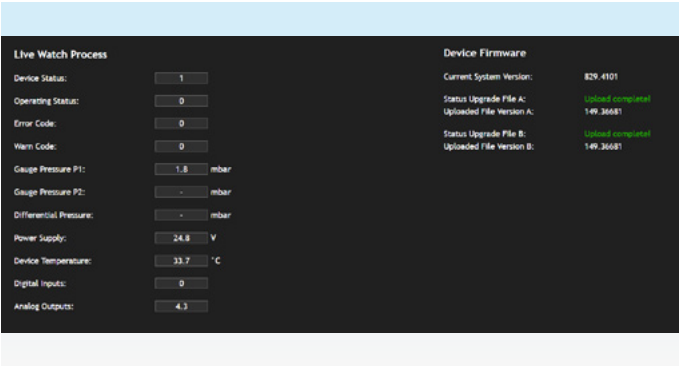 Live Watch Process
Device Status: 1
Operating Status: 0
Error Code: 0
Warn Code: 0
Gauge Pressure P1: 1.8 mbar
Gauge Pressure P2: - mbar
Differential Pressure: - mbar
Power Supply: 24.8 V
Device Temperature: 33.7 °C
Digital Inputs: 0
Analog Outputs: 4.3
Device Firmware
Current System Version: 829.4101
Status Upgrade File A: Upload complete!
Uploaded File Version A: 149.36681
Status Upgrade File B: Upload complete!
Uploaded File Version B: 149.36681